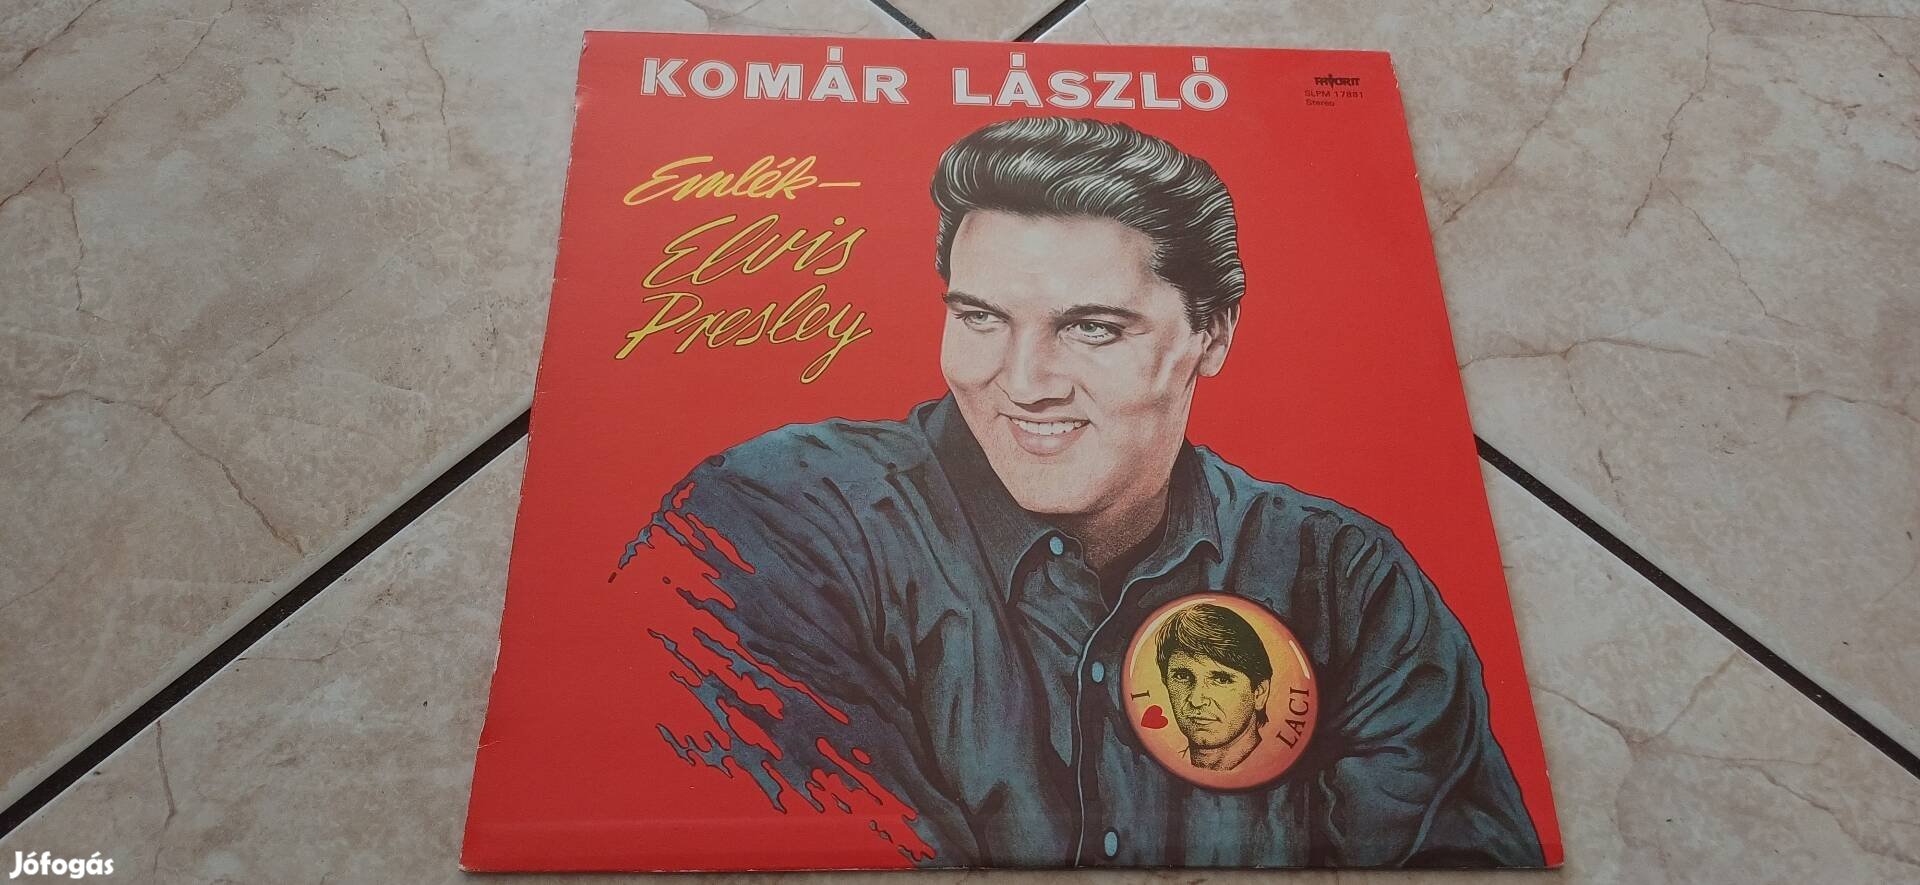 KOMÁR LÁSZLÓ
FAVORIT
SLPM 17881
Stereo
Emlék-
Elvis
Presley
I ♥ LACI
Jófogás